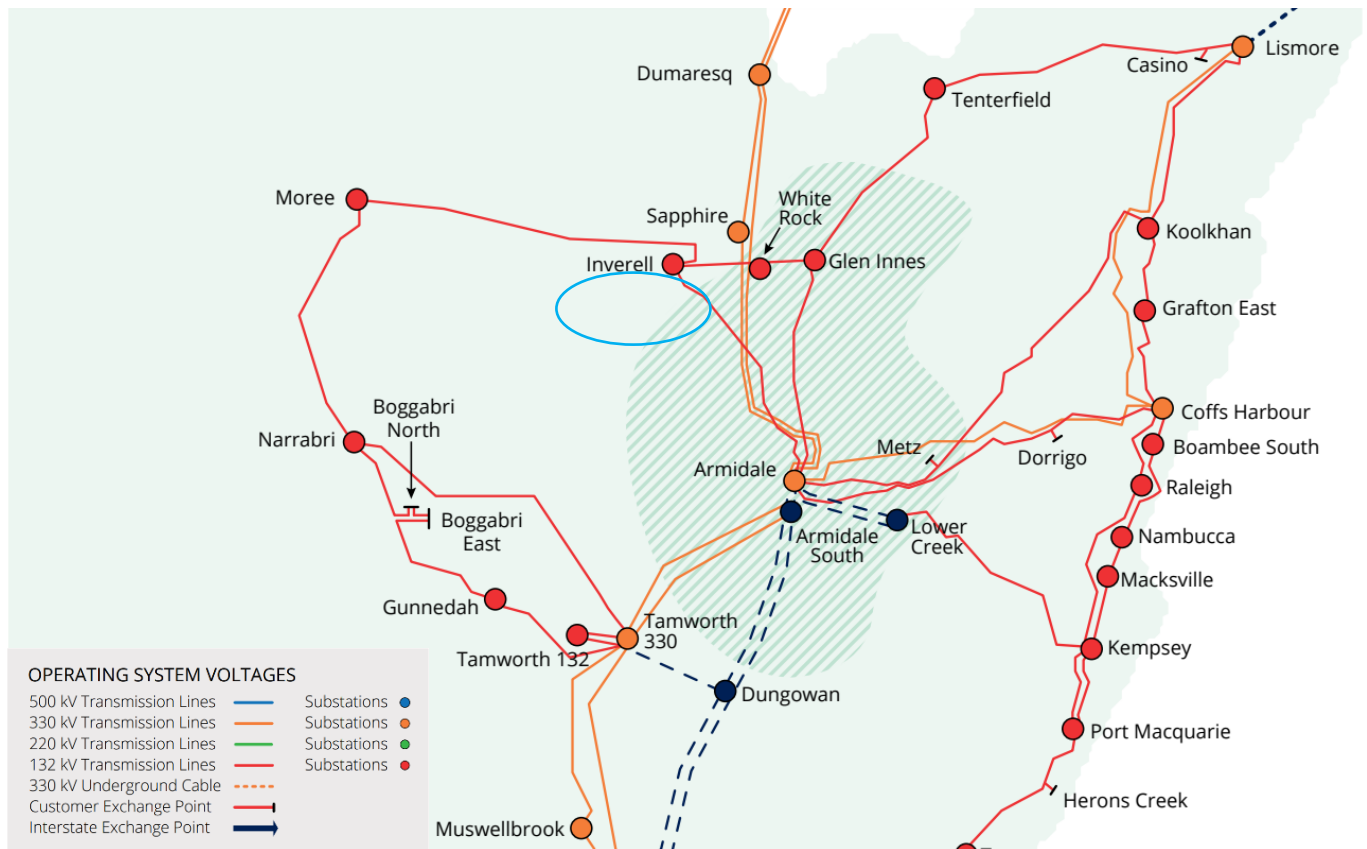 Dumaresq
Casino
Lismore
Tenterfield
Moree
Sapphire
White
Rock
Inverell
Glen Innes
Koolkhan
Grafton East
Boggabri
North
Narrabri
Coffs Harbour
Metz
Dorrigo
Boambee South
Armidale
Raleigh
Boggabri
East
Armidale
South
Lower
Creek
Nambucca
Macksville
Gunnedah
Tamworth
330
Tamworth 132
Kempsey
Dungowan
Port Macquarie
Herons Creek
Muswellbrook
OPERATING SYSTEM VOLTAGES
500 kV Transmission Lines Substations
330 kV Transmission Lines Substations
220 kV Transmission Lines Substations
132 kV Transmission Lines Substations
330 kV Underground Cable
Customer Exchange Point
Interstate Exchange Point